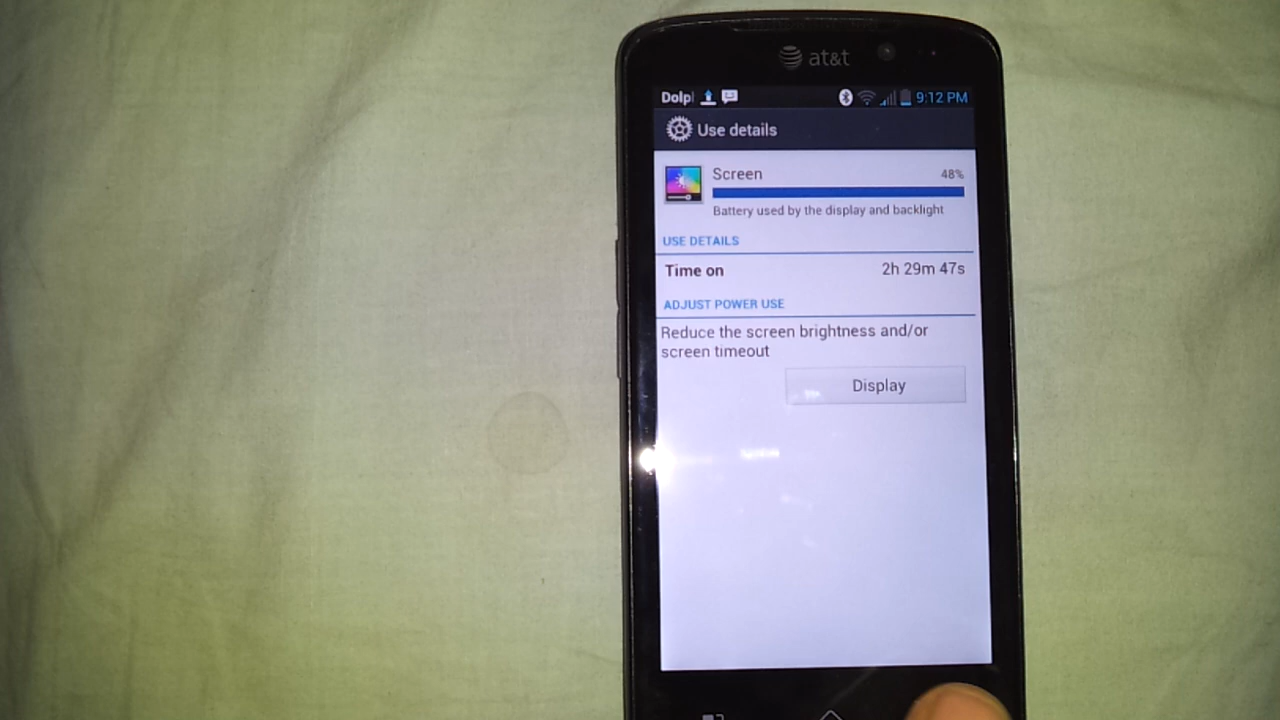 at&t
Dolp 9:12 PM
Use details
Screen 48%
Battery used by the display and backlight
USE DETAILS
Time on 2h 29m 47s
ADJUST POWER USE
Reduce the screen brightness and/or
screen timeout
Display